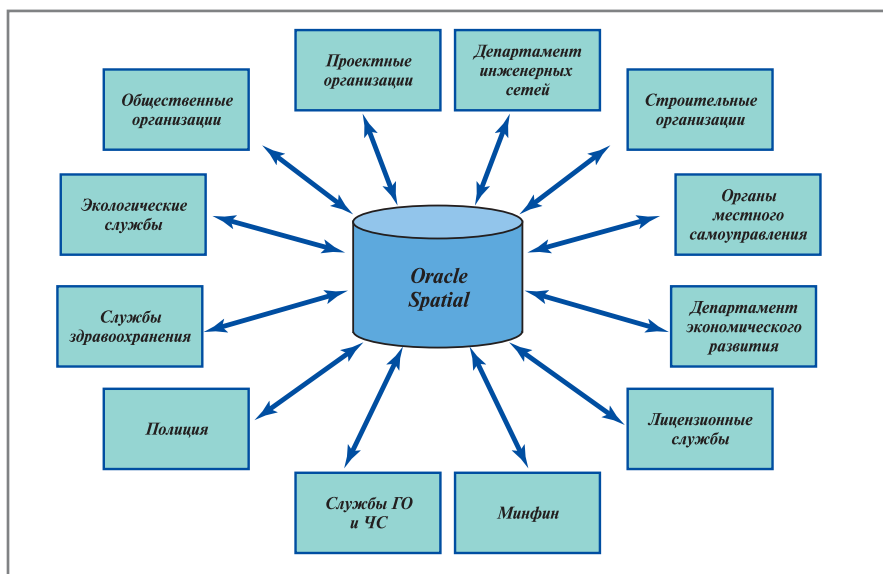 Проектные
организации
Департамент
инженерных
сетей
Общественные
организации
Строительные
организации
Экологические
службы
Органы
местного
самоуправления
Oracle
Spatial
Службы
здравоохранения
Департамент
экономического
развития
Полиция
Лицензионные
службы
Службы ГО
и ЧС
Минфин